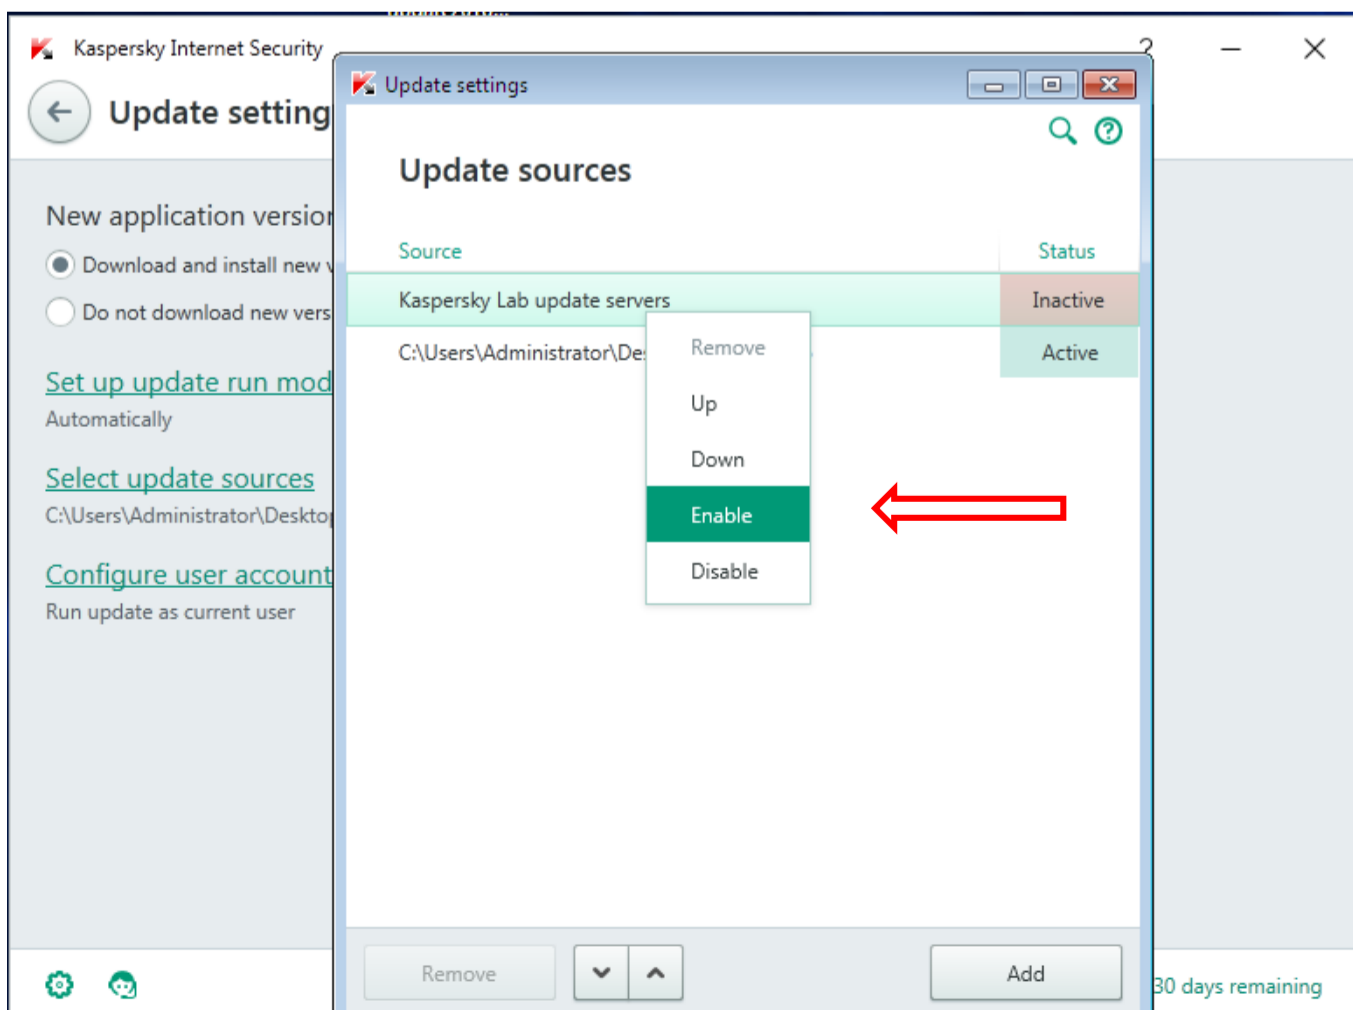 Kaspersky Internet Security
?
Update setting
Update settings
Update sources
New application version
Download and install new
Do not download new vers
Set up update run mod
Automatically
Select update sources
C:\Users\Administrator\Desktop
Configure user account
Run update as current user
Source Status
Kaspersky Lab update servers Inactive
C:\Users\Administrator\Des Active
Remove
Up
Down
Enable
Disable
Remove Add
30 days remaining